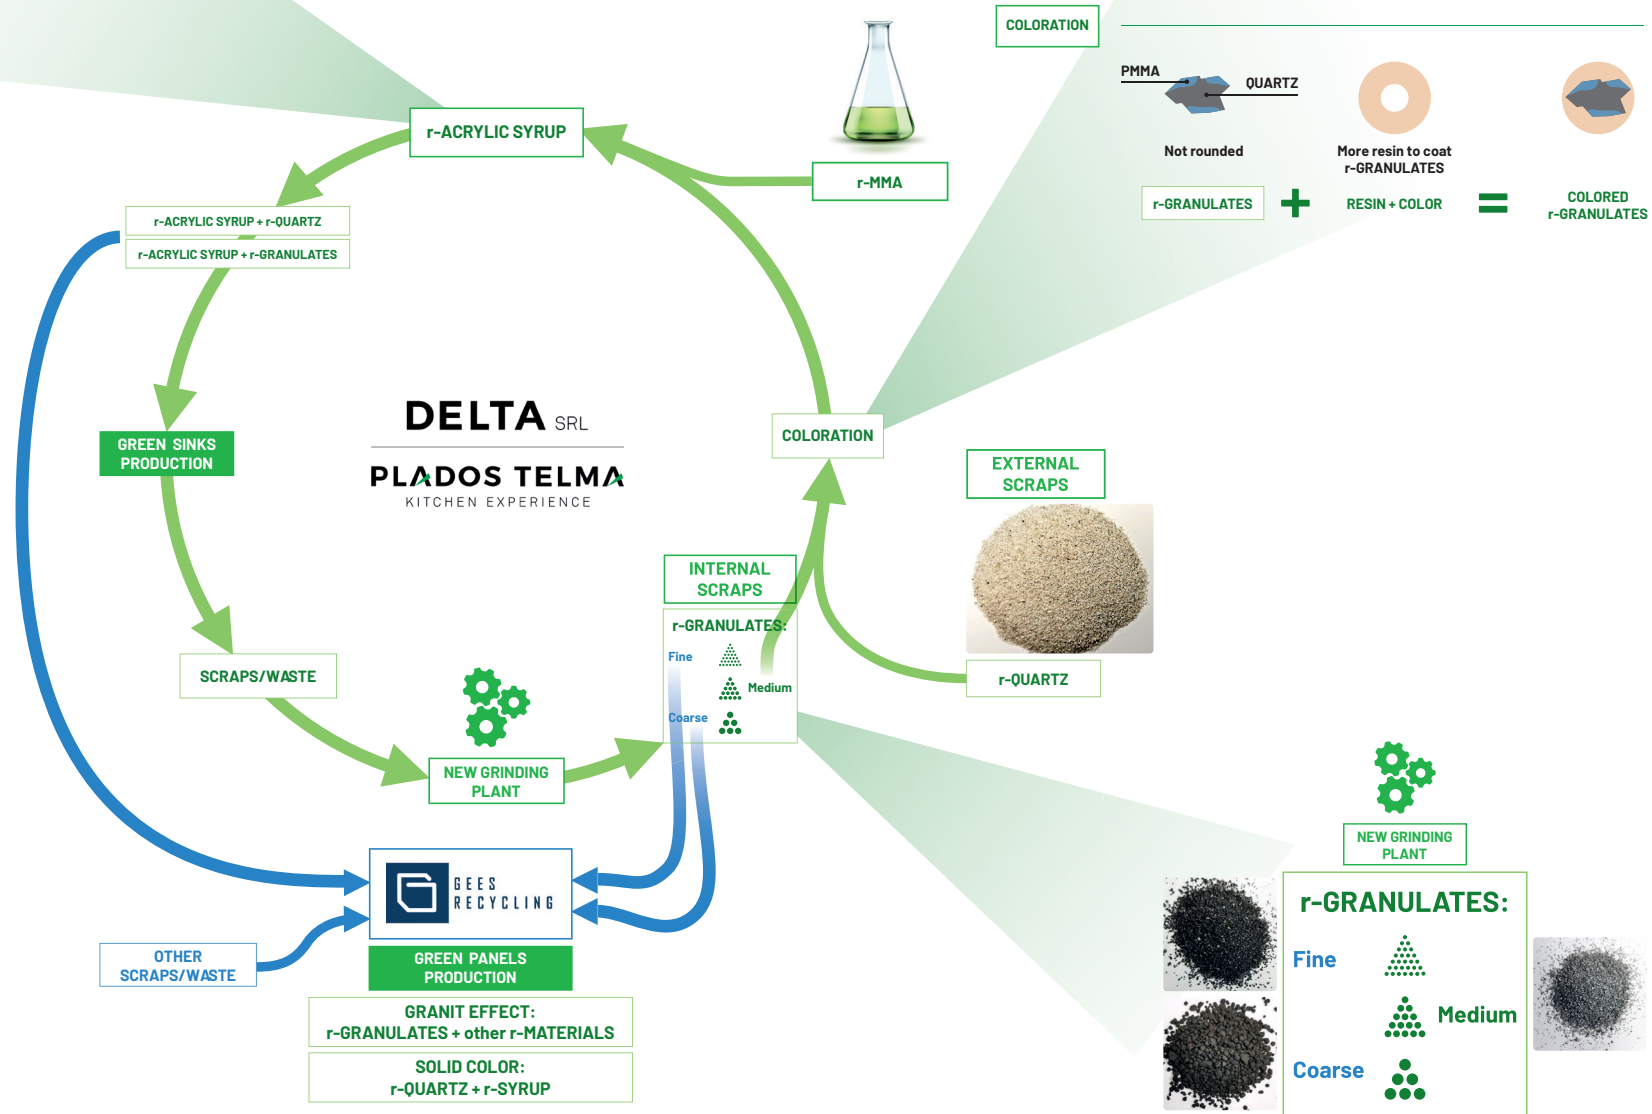 COLORATION
PMMA
QUARTZ
Not rounded
More resin to coat
r-GRANULATES
r-GRANULATES
RESIN + COLOR
COLORED
r-GRANULATES
r-ACRYLIC SYRUP
r-MMA
r-ACRYLIC SYRUP + r-QUARTZ
r-ACRYLIC SYRUP + r-GRANULATES
GREEN SINKS
PRODUCTION
DELTA SRL
PLADOS TELMA
KITCHEN EXPERIENCE
COLORATION
EXTERNAL
SCRAPS
INTERNAL
SCRAPS
r-GRANULATES:
Fine
Medium
Coarse
r-QUARTZ
SCRAPS/WASTE
NEW GRINDING
PLANT
GEES
RECYCLING
OTHER
SCRAPS/WASTE
GREEN PANELS
PRODUCTION
GRANIT EFFECT:
r-GRANULATES + other r-MATERIALS
SOLID COLOR:
r-QUARTZ + r-SYRUP
NEW GRINDING
PLANT
r-GRANULATES:
Fine
Medium
Coarse